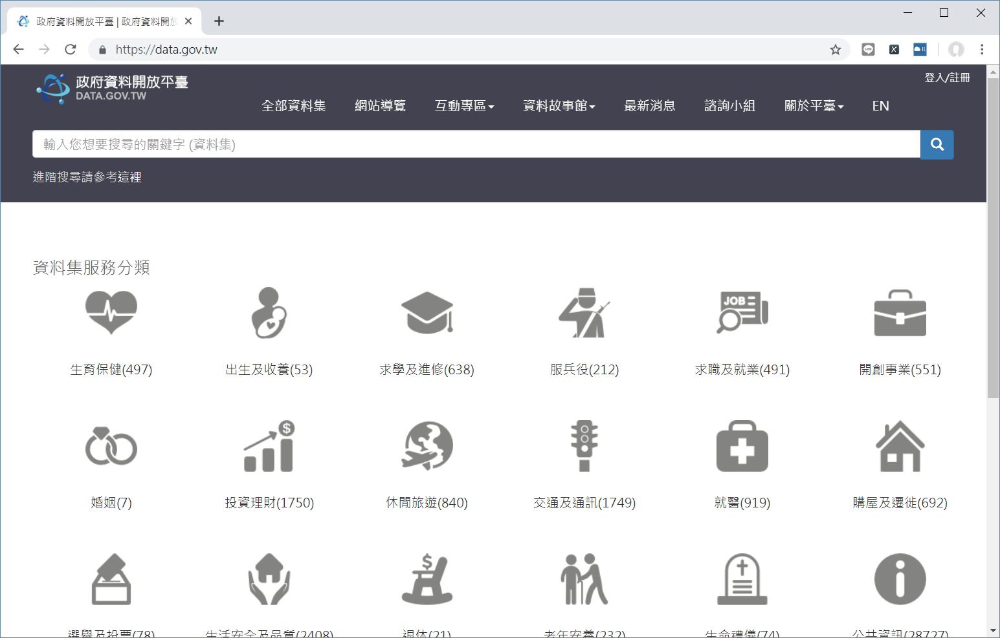 政府資料開放平臺 | 政府資料開放
https://data.gov.tw
政府資料開放平臺
DATA.GOV.TW
登入/註冊
全部資料集 網站導覽 互動專區 資料故事館 最新消息 諮詢小組 關於平臺 EN
輸入您想要搜尋的關鍵字 (資料集)
進階搜尋請參考這裡
資料集服務分類
JOB
生育保健(497) 出生及收養(53) 求學及進修(638) 服兵役(212) 求職及就業(491) 開創事業(551)
$
婚姻(7) 投資理財(1750) 休閒旅遊(840) 交通及通訊(1749) 就醫(919) 購屋及遷徙(692)
$
選舉及投票(78) 生活安全及品質(2408) 退休(21) 老年安養(232) 生命禮儀(74) 公共資訊(28727)